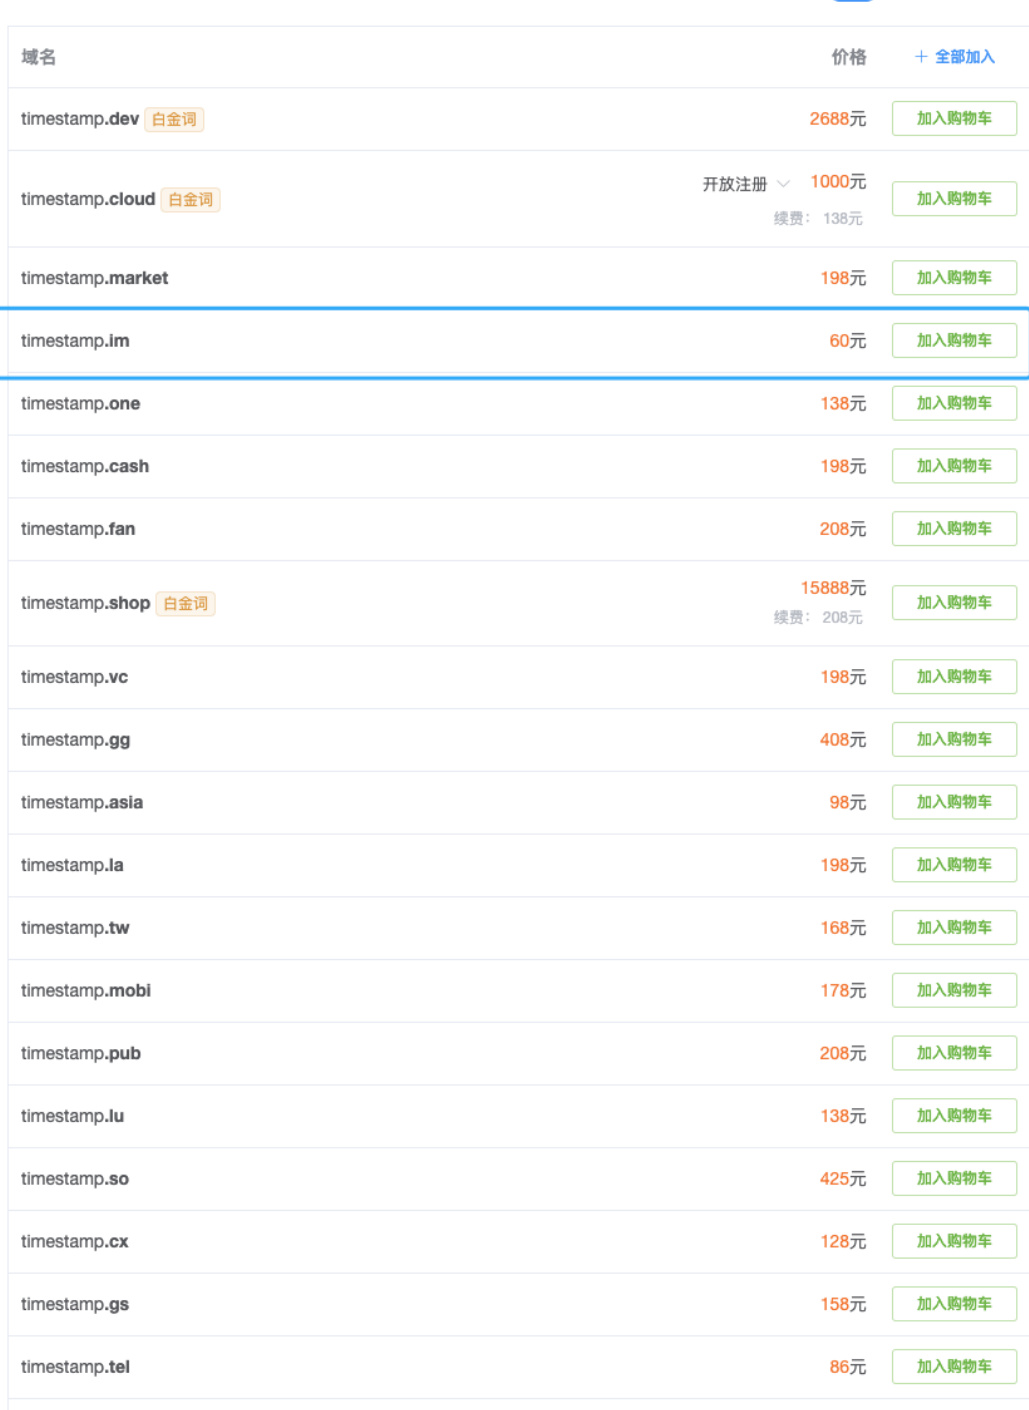 域名 价格 + 全部加入
timestamp.dev 白金词 2688元 加入购物车
timestamp.cloud 白金词 开放注册 1000元 加入购物车
续费： 138元
timestamp.market 198元 加入购物车
timestamp.im 60元 加入购物车
timestamp.one 138元 加入购物车
timestamp.cash 198元 加入购物车
timestamp.fan 208元 加入购物车
timestamp.shop 白金词 15888元 加入购物车
续费： 208元
timestamp.vc 198元 加入购物车
timestamp.gg 408元 加入购物车
timestamp.asia 98元 加入购物车
timestamp.la 198元 加入购物车
timestamp.tw 168元 加入购物车
timestamp.mobi 178元 加入购物车
timestamp.pub 208元 加入购物车
timestamp.lu 138元 加入购物车
timestamp.so 425元 加入购物车
timestamp.cx 128元 加入购物车
timestamp.gs 158元 加入购物车
timestamp.tel 86元 加入购物车